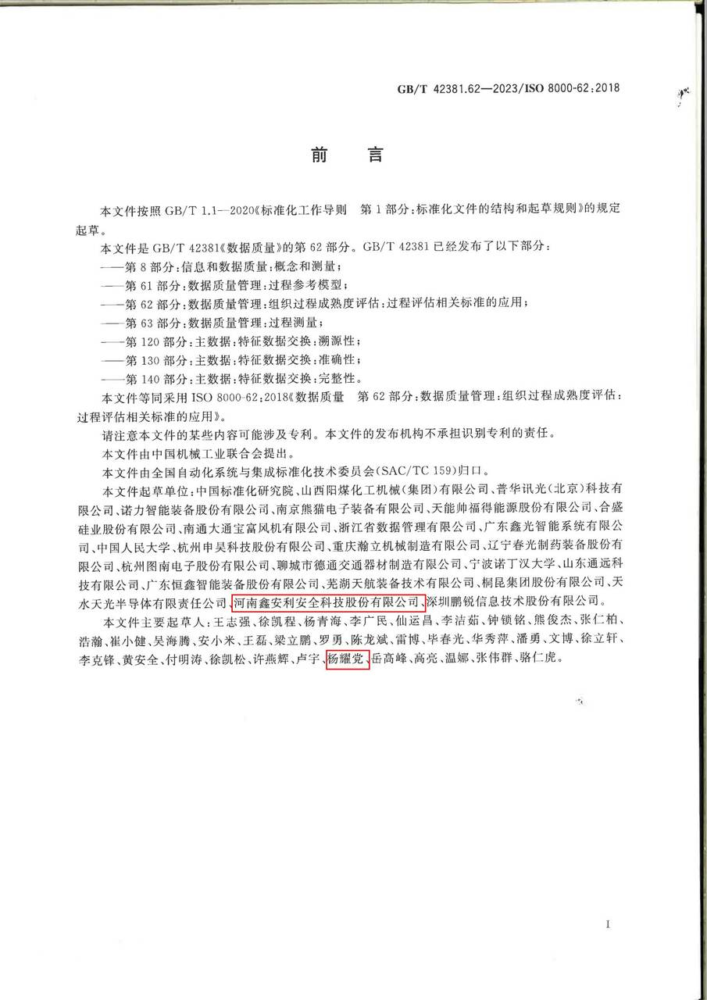 GB/T 42381.62—2023/ISO 8000-62:2018
前 言
本文件按照 GB/T 1.1—2020《标准化工作导则 第 1 部分:标准化文件的结构和起草规则》的规定
起草。
本文件是 GB/T 42381《数据质量》的第 62 部分。GB/T 42381 已经发布了以下部分:
——第 8 部分:信息和数据质量:概念和测量;
——第 61 部分:数据质量管理:过程参考模型;
——第 62 部分:数据质量管理:组织过程成熟度评估:过程评估相关标准的应用;
——第 63 部分:数据质量管理:过程测量;
——第 120 部分:主数据:特征数据交换:溯源性;
——第 130 部分:主数据:特征数据交换:准确性;
——第 140 部分:主数据:特征数据交换:完整性。
本文件等同采用 ISO 8000-62:2018《数据质量 第 62 部分:数据质量管理:组织过程成熟度评估:
过程评估相关标准的应用》。
请注意本文件的某些内容可能涉及专利。本文件的发布机构不承担识别专利的责任。
本文件由中国机械工业联合会提出。
本文件由全国自动化系统与集成标准化技术委员会(SAC/TC 159)归口。
本文件起草单位:中国标准化研究院、山西阳煤化工机械(集团)有限公司、普华讯光(北京)科技有
限公司、诺力智能装备股份有限公司、南京熊猫电子装备有限公司、天能帅福得能源股份有限公司、合盛
硅业股份有限公司、南通大通宝富风机有限公司、浙江省数据管理有限公司、广东鑫光智能系统有限公
司、中国人民大学、杭州申昊科技股份有限公司、重庆瀚立机械制造有限公司、辽宁春光制药装备股份有
限公司、杭州图南电子股份有限公司、聊城市德通交通器材制造有限公司、宁波诺丁汉大学、山东通远科
技有限公司、广东恒鑫智能装备股份有限公司、芜湖天航装备技术有限公司、桐昆集团股份有限公司、天
水天光半导体有限责任公司、河南鑫安利安全科技股份有限公司、深圳鹏锐信息技术股份有限公司。
本文件主要起草人:王志强、徐凯程、杨青海、李广民、仙运昌、李洁茹、钟锁铭、熊俊杰、张仁柏、
浩瀚、崔小健、吴海腾、安小米、王磊、梁立鹏、罗勇、陈龙斌、雷博、毕春光、华秀萍、潘勇、文博、徐立轩、
李克锋、黄安全、付明涛、徐凯松、许燕辉、卢宇、杨耀党、岳高峰、高亮、温娜、张伟群、骆仁虎。
I